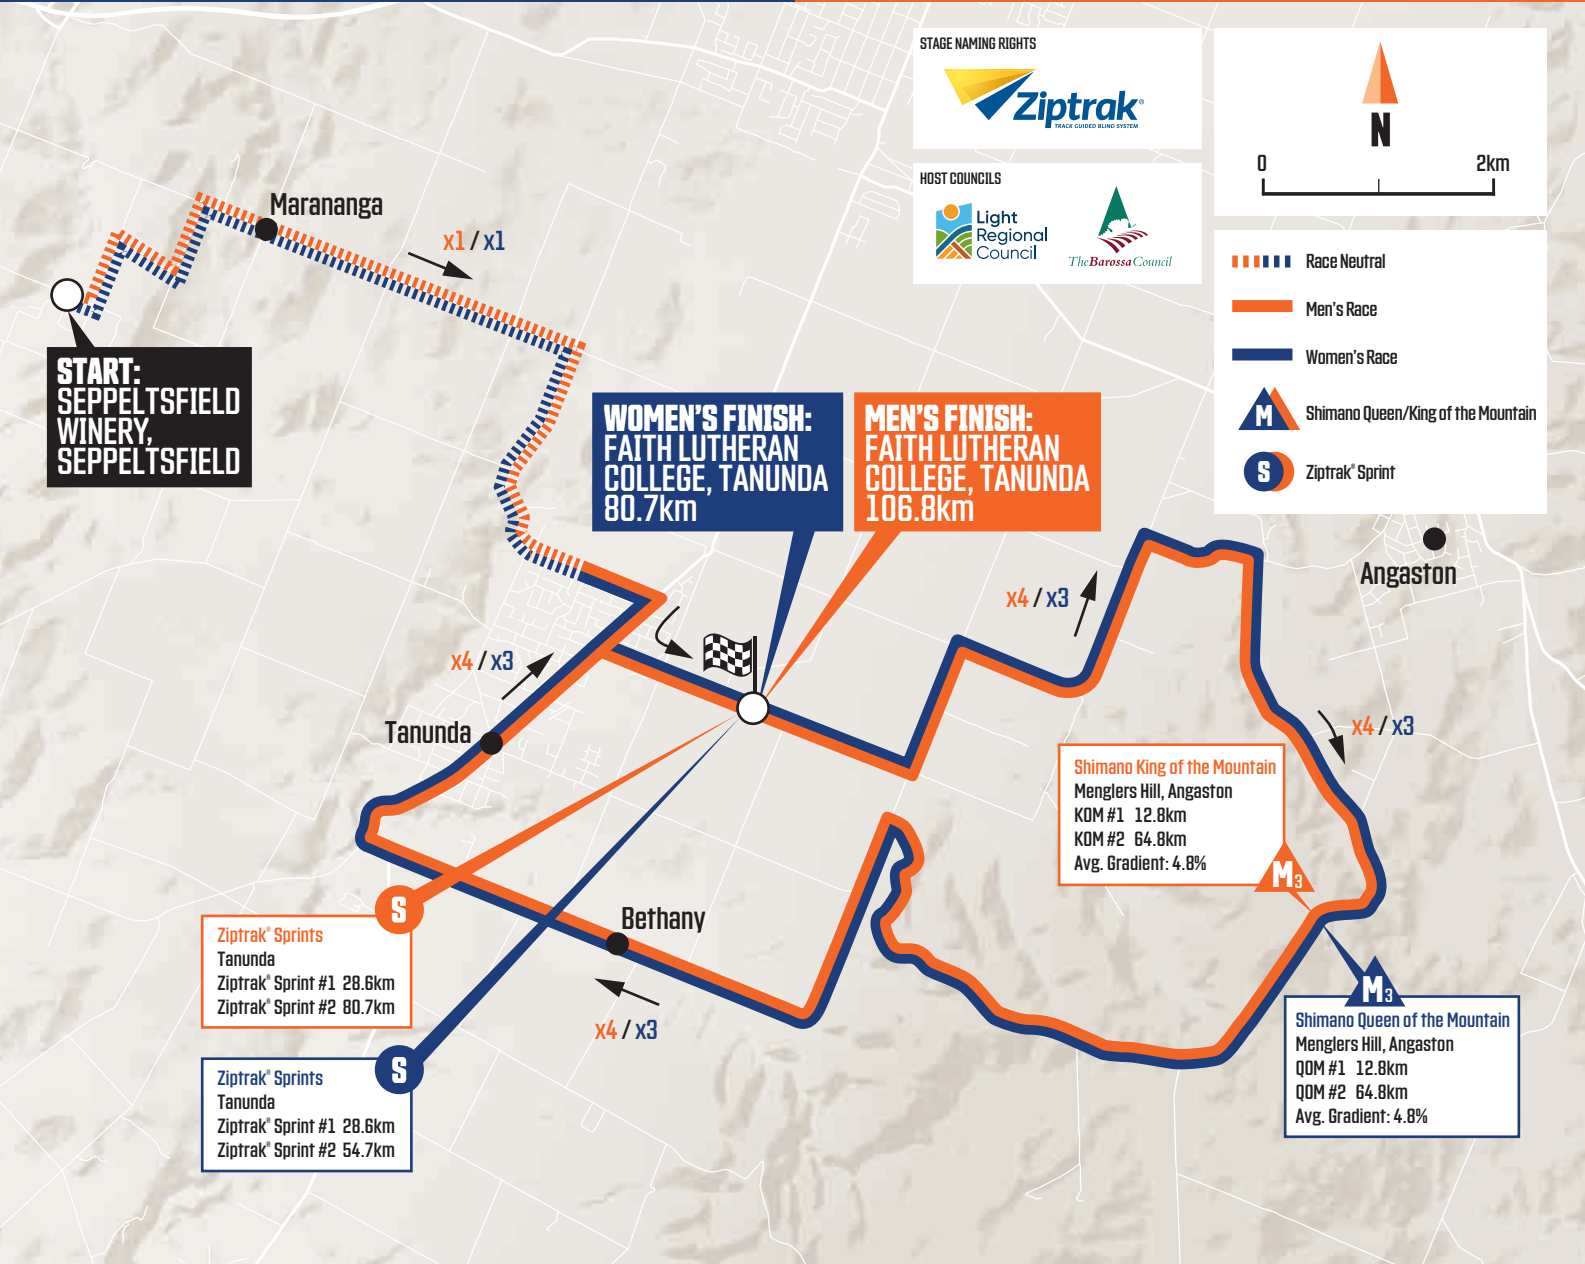 STAGE NAMING RIGHTS
Ziptrak®
TRACK GUIDED BLIND SYSTEM
HOST COUNCILS
Light
Regional
Council
The Barossa Council
N
0 2km
Race Neutral
Men's Race
Women's Race
M Shimano Queen/King of the Mountain
S Ziptrak® Sprint
Marananga
x1 / x1
START:
SEPPELTSFIELD
WINERY,
SEPPELTSFIELD
WOMEN'S FINISH:
FAITH LUTHERAN
COLLEGE, TANUNDA
80.7km
MEN'S FINISH:
FAITH LUTHERAN
COLLEGE, TANUNDA
106.8km
Angaston
x4 / x3
x4 / x3
Tanunda
x4 / x3
Shimano King of the Mountain
Menglers Hill, Angaston
KOM #1 12.8km
KOM #2 64.8km
Avg. Gradient: 4.8%
M3
S
Ziptrak® Sprints
Tanunda
Ziptrak® Sprint #1 28.6km
Ziptrak® Sprint #2 80.7km
Bethany
x4 / x3
M3
Shimano Queen of the Mountain
Menglers Hill, Angaston
QOM #1 12.8km
QOM #2 64.8km
Avg. Gradient: 4.8%
S
Ziptrak® Sprints
Tanunda
Ziptrak® Sprint #1 28.6km
Ziptrak® Sprint #2 54.7km